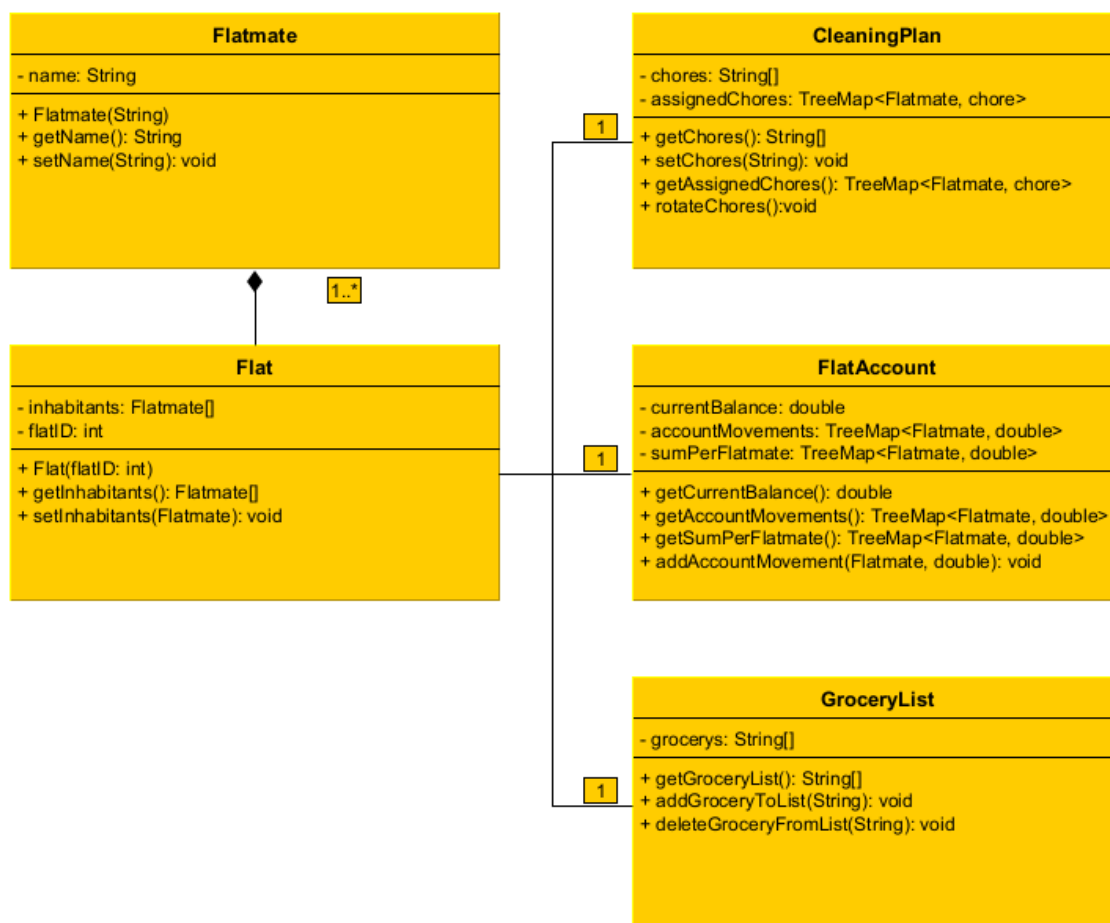 Flatmate
- name: String
+ Flatmate(String)
+ getName(): String
+ setName(String): void
1..*
Flat
- inhabitants: Flatmate[]
- flatID: int
+ Flat(flatID: int)
+ getInhabitants(): Flatmate[]
+ setInhabitants(Flatmate): void
1
CleaningPlan
- chores: String[]
- assignedChores: TreeMap<Flatmate, chore>
+ getChores(): String[]
+ setChores(String): void
+ getAssignedChores(): TreeMap<Flatmate, chore>
+ rotateChores():void
1
FlatAccount
- currentBalance: double
- accountMovements: TreeMap<Flatmate, double>
- sumPerFlatmate: TreeMap<Flatmate, double>
+ getCurrentBalance(): double
+ getAccountMovements(): TreeMap<Flatmate, double>
+ getSumPerFlatmate(): TreeMap<Flatmate, double>
+ addAccountMovement(Flatmate, double): void
1
GroceryList
- grocerys: String[]
+ getGroceryList(): String[]
+ addGroceryToList(String): void
+ deleteGroceryFromList(String): void